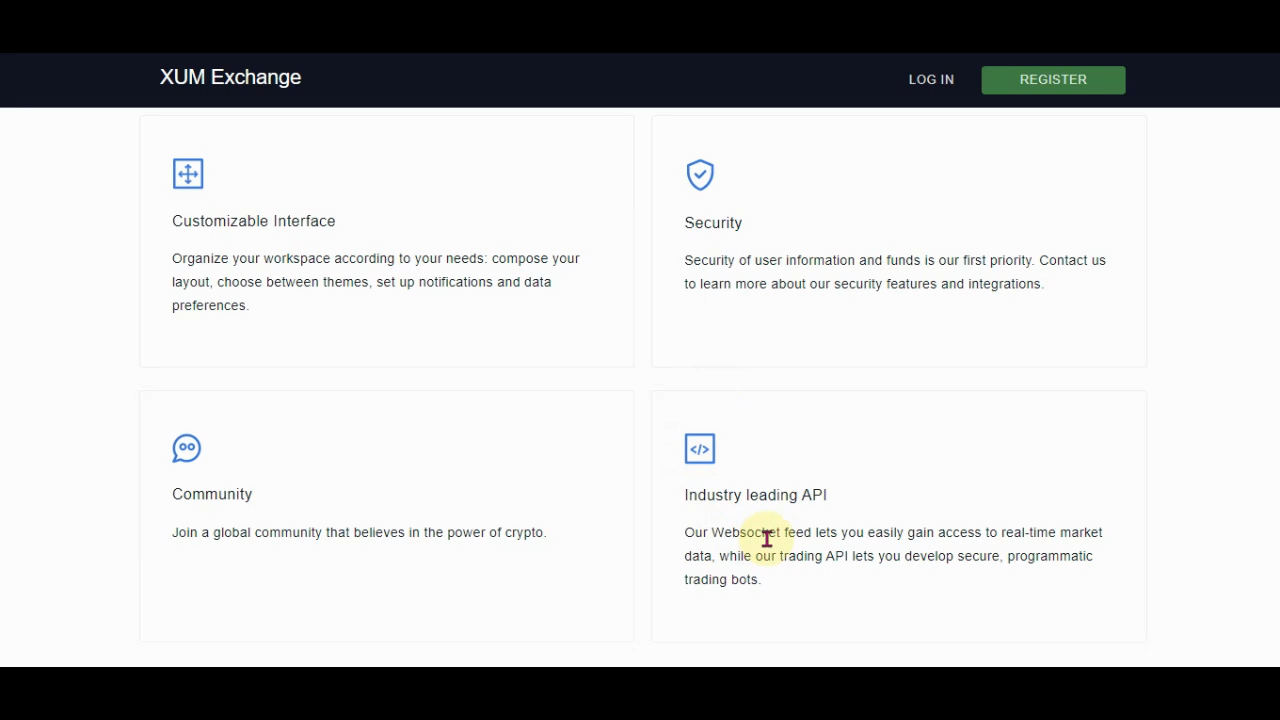 XUM Exchange
LOG IN
REGISTER
Customizable Interface
Organize your workspace according to your needs: compose your
layout, choose between themes, set up notifications and data
preferences.
Security
Security of user information and funds is our first priority. Contact us
to learn more about our security features and integrations.
Community
Join a global community that believes in the power of crypto.
</>
Industry leading API
Our Websocket feed lets you easily gain access to real-time market
data, while our trading API lets you develop secure, programmatic
trading bots.